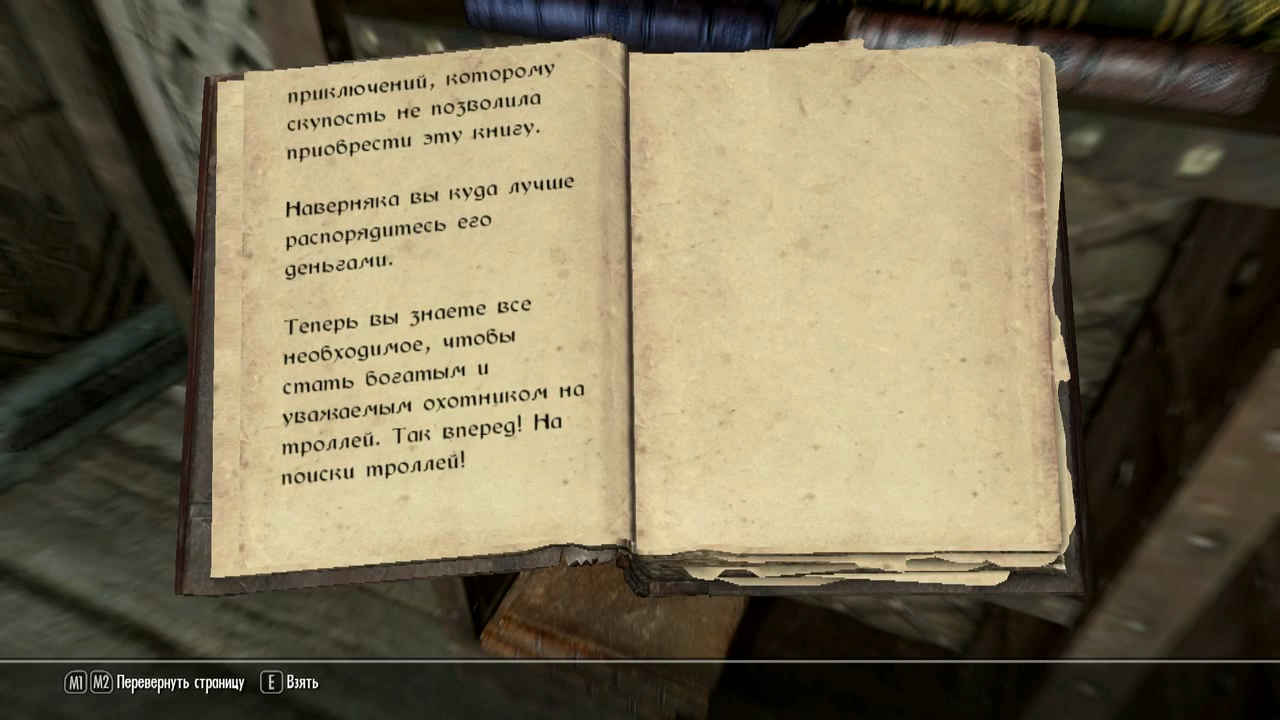 приключений, которому
скупость не позволила
приобрести эту книгу.
Наверняка вы куда лучше
распорядитесь его
деньгами.
Теперь вы знаете все
необходимое, чтобы
стать богатым и
уважаемым охотником на
троллей. Так вперед! На
поиски троллей!
M1 M2 Перевернуть страницу E Взять